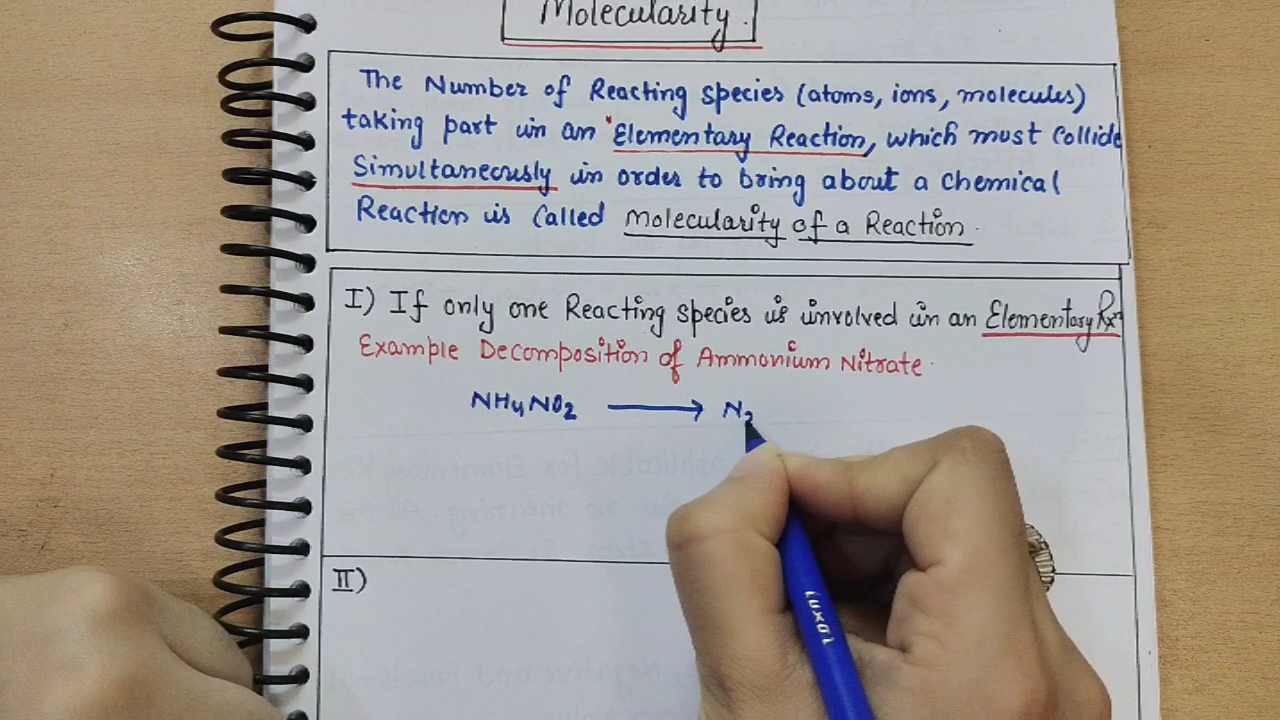 Molecularity.
The Number of Reacting species (atoms, ions, molecules)
taking part in an "Elementary Reaction, which must collide
Simultaneously in order to bring about a chemical
Reaction is called Molecularity of a Reaction.
I) If only one Reacting species is involved in an Elementary Rxn
Example Decomposition of Ammonium Nitrate.
NH4NO2 → N2
II)
LUXOR